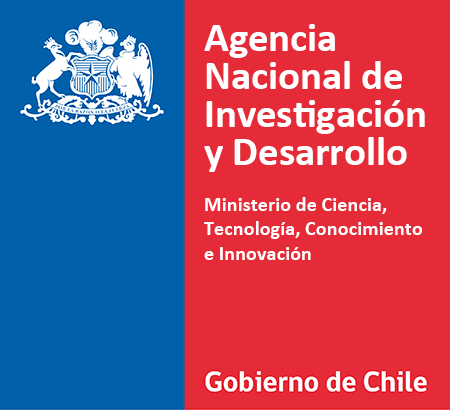 Agencia
Nacional de
Investigación
y Desarrollo
Ministerio de Ciencia,
Tecnología, Conocimiento
e Innovación
Gobierno de Chile